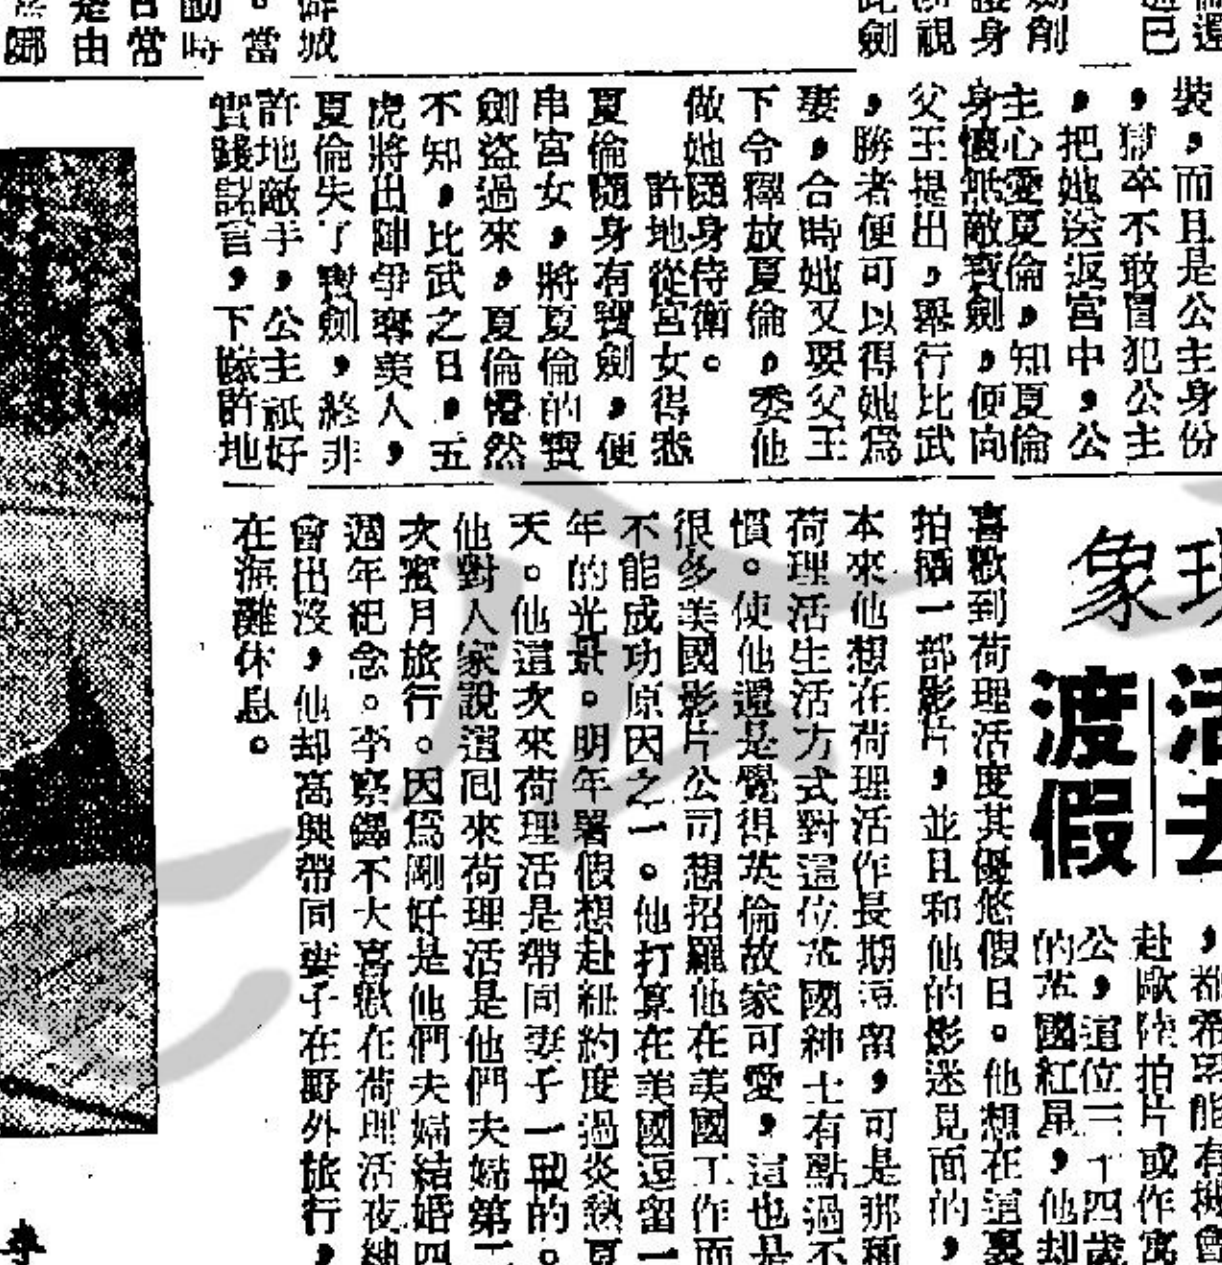 裝，而且是公主身份
，獄卒不敢冒犯公主
，把她送返宮中，公
主心愛夏倫，知夏倫
身懷無敵寶劍，便向
父王提出，舉行比武
，勝者便可以得她爲
妻，合時她又要父王
下令釋放夏倫，委他
做她隨身侍衛。
許地從宮女得悉
夏倫隨身有寶劍，便
串宮女，將夏倫的寶
劍盜過來，夏倫懵然
不知，比武之日，五
虎將出陣爭奪美人，
夏倫失了寶劍，終非
許地敵手，公主祇好
實踐諾言，下嫁許地
現象
活去
渡假
，都希望能有機會
赴歐陸拍片或作寓
公，這位三十四歲
的英國紅星，他却
喜歡到荷理活度其優悠假日。他想在這裏
拍攝一部影片，並且和他的影迷見面的，
本來他想在荷理活作長期逗留，可是那種
荷理活生活方式對這位英國紳士有點過不
慣。使他還是覺得英倫故家可愛，這也是
很多美國影片公司想招羅他在美國工作而
不能成功原因之一。他打算在美國逗留一
年的光景。明年署假想赴紐約度過炎熱夏
天。他這次來荷理活是帶同妻子一起的。
他對人家說這回來荷理活是他們夫婦第二
次蜜月旅行。因爲剛好是他們夫婦結婚四
週年紀念。李察鐸不大喜歡在荷理活夜總
會出沒，他却高興帶同妻子在野外旅行，
在海灘休息。